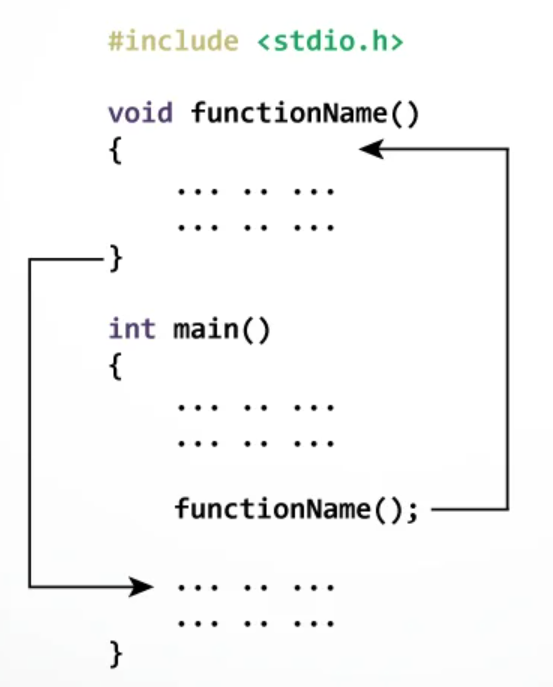 #include <stdio.h>
void functionName()
{
... .. ...
... .. ...
}
int main()
{
... .. ...
... .. ...
functionName();
... .. ...
... .. ...
}